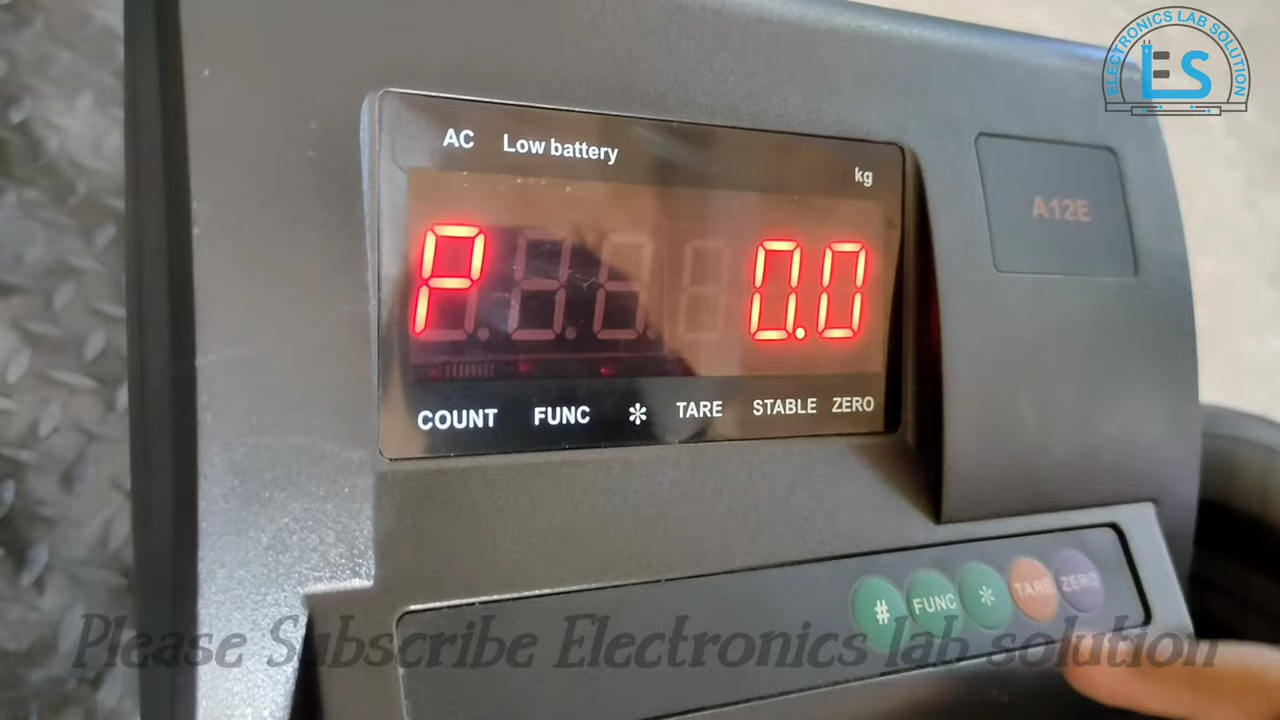 ELECTRONICS LAB SOLUTION
ES
AC Low battery
kg
A12E
P 0.0
COUNT FUNC * TARE STABLE ZERO
# FUNC * TARE ZERO
Please Subscribe Electronics lab solution